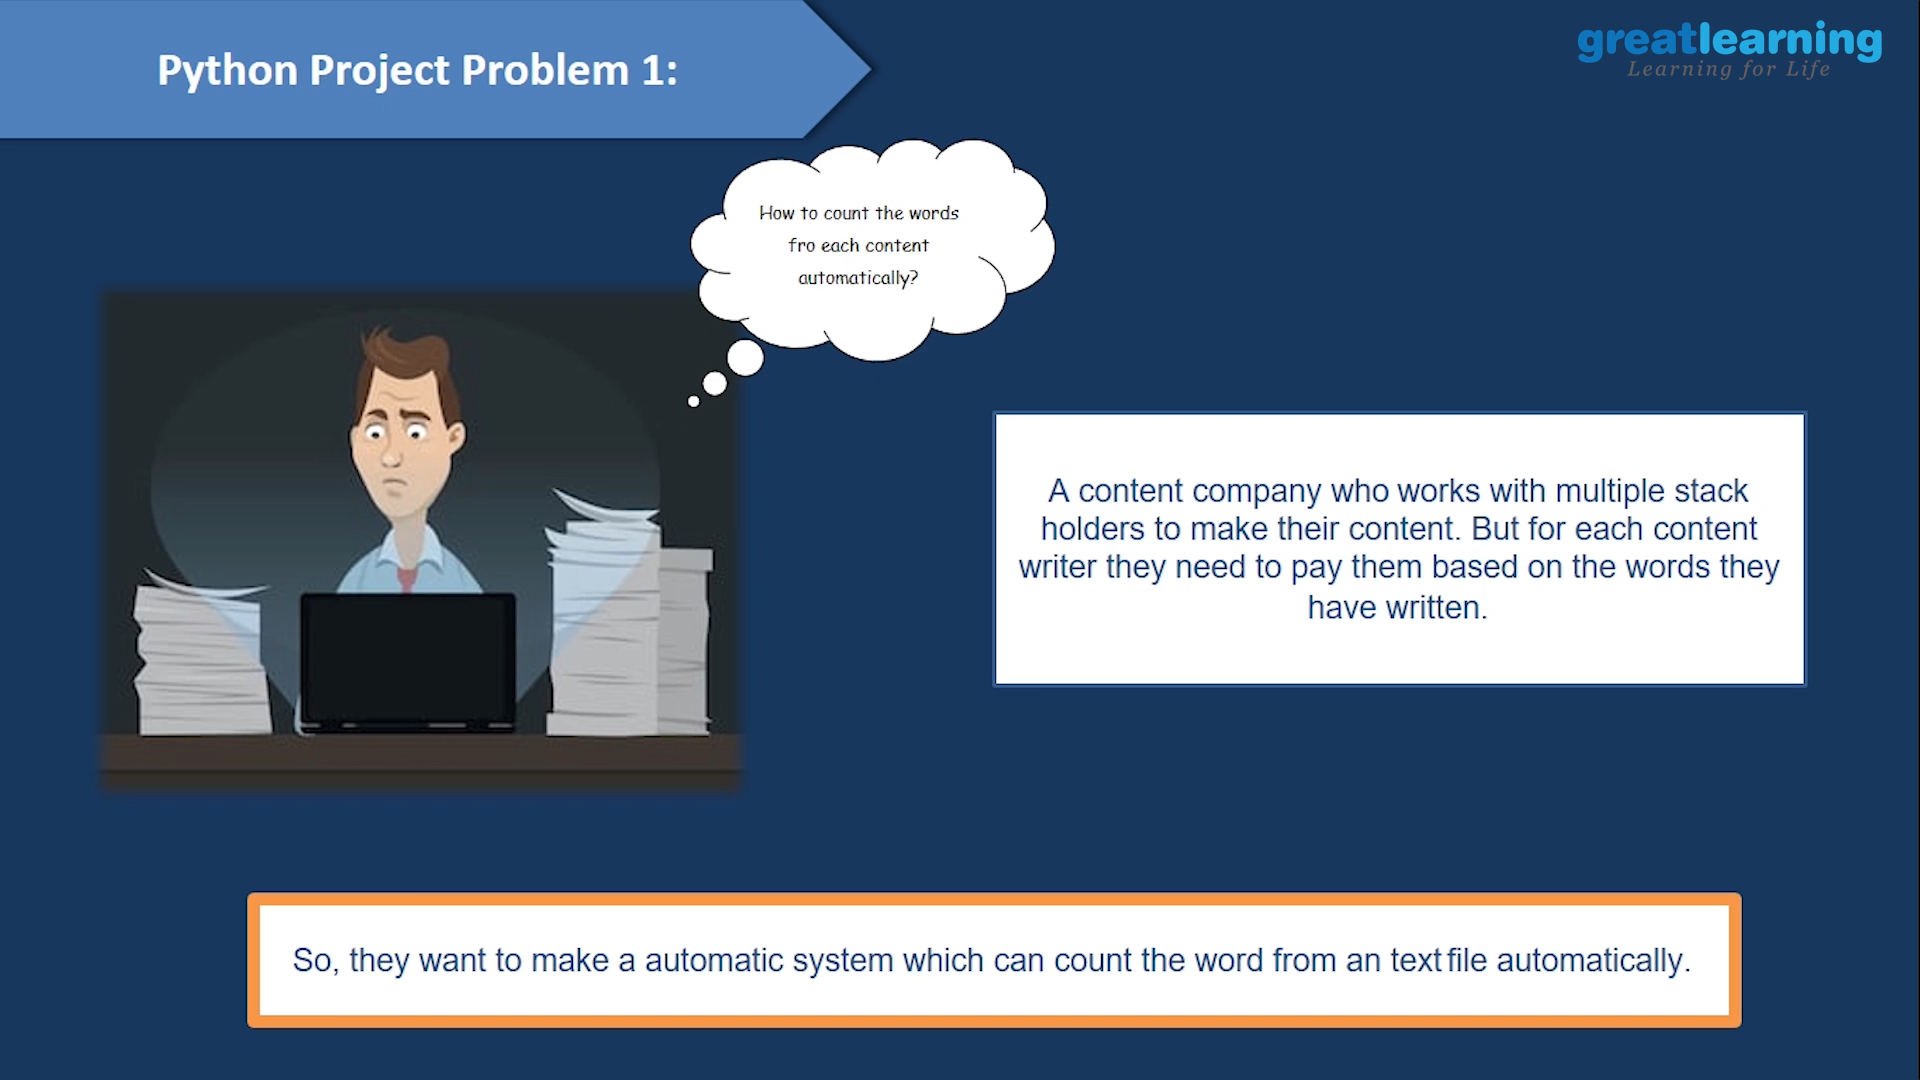 Python Project Problem 1:
greatlearning
Learning for Life
How to count the words
fro each content
automatically?
A content company who works with multiple stack
holders to make their content. But for each content
writer they need to pay them based on the words they
have written.
So, they want to make a automatic system which can count the word from an text file automatically.